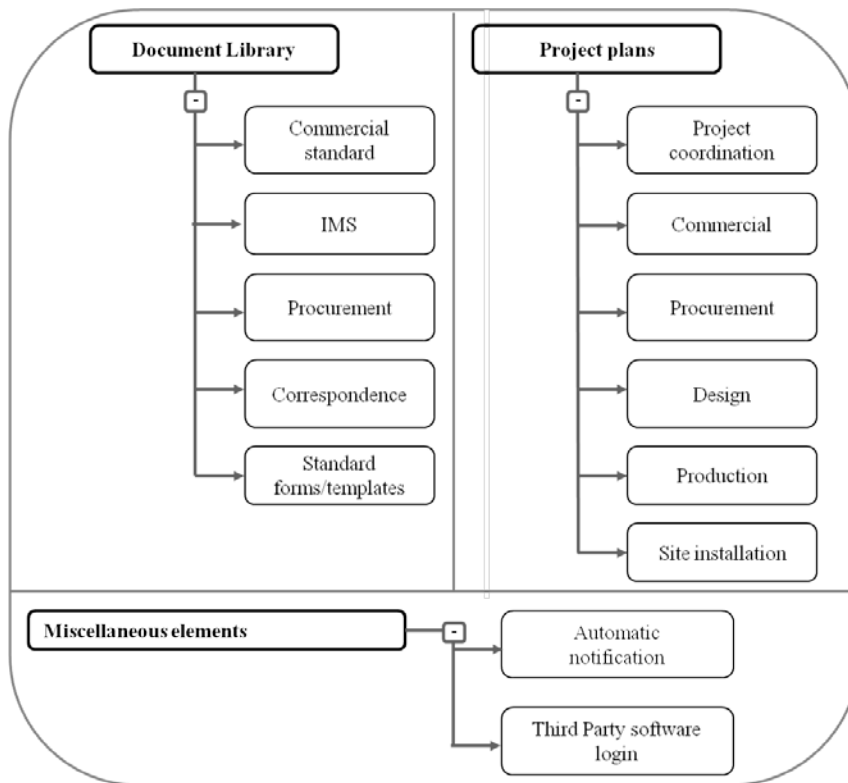 Document Library
-
Commercial
standard
IMS
Procurement
Correspondence
Standard
forms/templates
Project plans
-
Project
coordination
Commercial
Procurement
Design
Production
Site installation
Miscellaneous elements
-
Automatic
notification
Third Party software
login